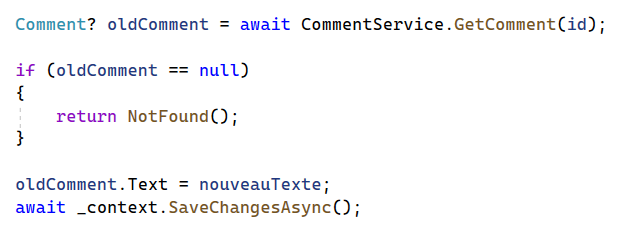 Comment? oldComment = await CommentService.GetComment(id);
if (oldComment == null)
{
return NotFound();
}
oldComment.Text = nouveauTexte;
await _context.SaveChangesAsync();